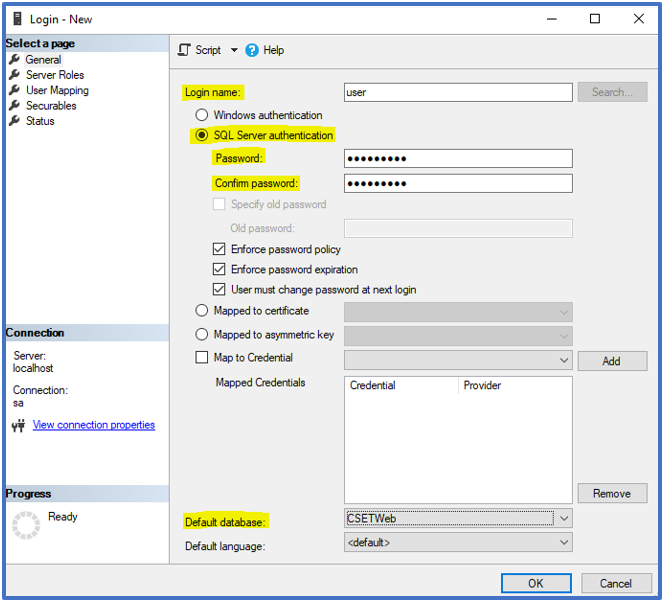 Login - New
Select a page
General
Server Roles
User Mapping
Securables
Status
Connection
Server:
localhost
Connection:
sa
View connection properties
Progress
Ready
Script
Help
Login name:
user
Search...
Windows authentication
SQL Server authentication
Password:
●●●●●●●●●
Confirm password:
●●●●●●●●●
Specify old password
Old password:
Enforce password policy
Enforce password expiration
User must change password at next login
Mapped to certificate
Mapped to asymmetric key
Map to Credential
Add
Mapped Credentials
Credential Provider
Remove
Default database:
CSETWeb
Default language:
<default>
OK
Cancel